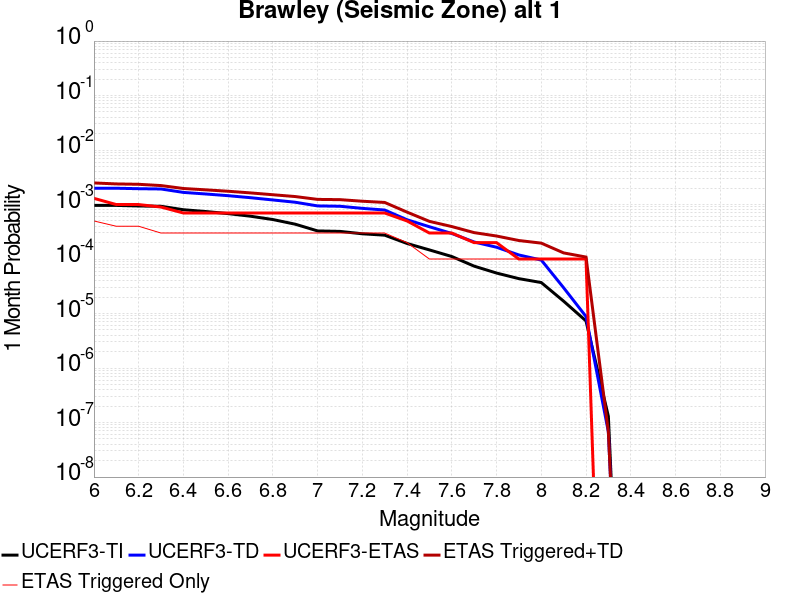 Brawley (Seismic Zone) alt 1
10^0
10^-1
10^-2
10^-3
10^-4
10^-5
10^-6
10^-7
10^-8
1 Month Probability
6 6.2 6.4 6.6 6.8 7 7.2 7.4 7.6 7.8 8 8.2 8.4 8.6 8.8 9
Magnitude
UCERF3-TI UCERF3-TD UCERF3-ETAS ETAS Triggered+TD
ETAS Triggered Only